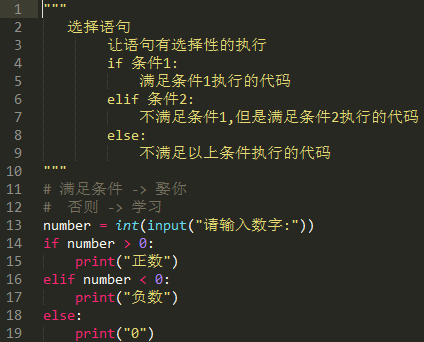 1 """
2 选择语句
3 让语句有选择性的执行
4 if 条件1:
5 满足条件1执行的代码
6 elif 条件2:
7 不满足条件1,但是满足条件2执行的代码
8 else:
9 不满足以上条件执行的代码
10 """
11 # 满足条件 -> 娶你
12 #  否则 -> 学习
13 number = int(input("请输入数字:"))
14 if number > 0:
15     print("正数")
16 elif number < 0:
17     print("负数")
18 else:
19     print("0")